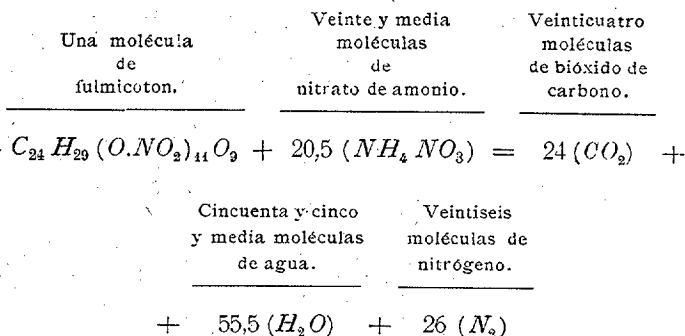 Veinte y media
Veinticuatro
Una molécula
moléculas
moléculas
de
de
de bióxido de
fulmicoton.
nitrato de amonio.
carbono.
C₂₄ H₂₉ (O.NO₂)₁₁ O₉ + 20,5 (NH₄ NO₃) = 24 (CO₂) +
Cincuenta y cinco
Veintiseis
y media moléculas
moléculas de
de agua.
nitrógeno.
+ 55,5 (H₂O) + 26 (N₂)